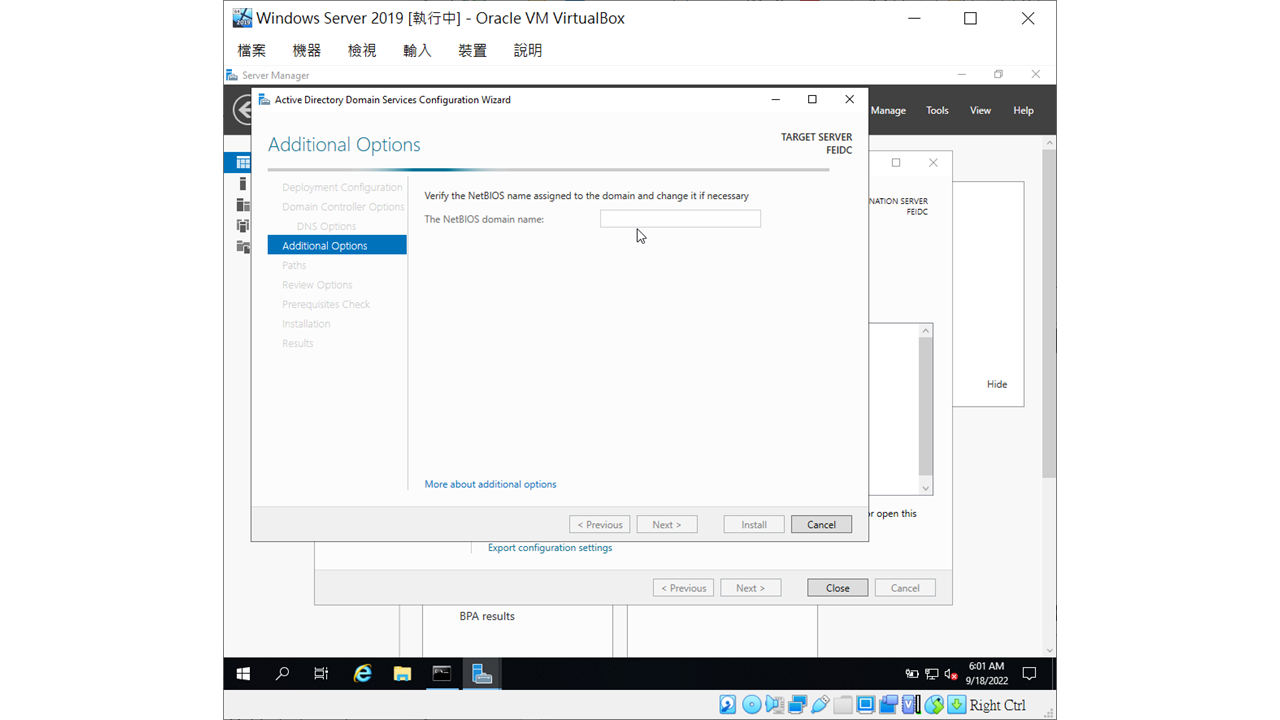 Windows Server 2019 [執行中] - Oracle VM VirtualBox
檔案 機器 檢視 輸入 裝置 說明
Server Manager
Active Directory Domain Services Configuration Wizard
Manage Tools View Help
Additional Options
TARGET SERVER
FEIDC
Deployment Configuration
Domain Controller Options
DNS Options
Additional Options
Paths
Review Options
Prerequisites Check
Installation
Results
Verify the NetBIOS name assigned to the domain and change it if necessary
The NetBIOS domain name:
More about additional options
< Previous Next > Install Cancel
NATION SERVER
FEIDC
Hide
or open this
Export configuration settings
< Previous Next > Close Cancel
BPA results
6:01 AM
9/18/2022
Right Ctrl